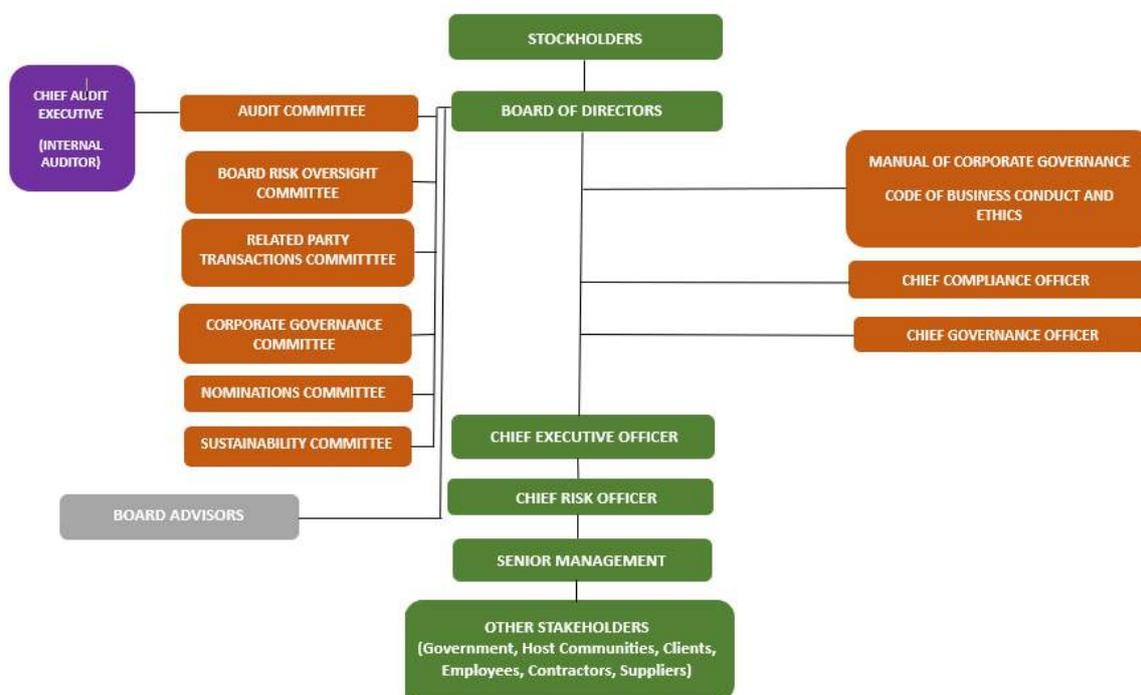 STOCKHOLDERS
CHIEF AUDIT
EXECUTIVE
(INTERNAL
AUDITOR)
AUDIT COMMITTEE
BOARD OF DIRECTORS
BOARD RISK OVERSIGHT
COMMITTEE
RELATED PARTY
TRANSACTIONS COMMITTTEE
CORPORATE GOVERNANCE
COMMITTEE
NOMINATIONS COMMITTEE
SUSTAINABILITY COMMITTEE
BOARD ADVISORS
MANUAL OF CORPORATE GOVERNANCE
CODE OF BUSINESS CONDUCT AND
ETHICS
CHIEF COMPLIANCE OFFICER
CHIEF GOVERNANCE OFFICER
CHIEF EXECUTIVE OFFICER
CHIEF RISK OFFICER
SENIOR MANAGEMENT
OTHER STAKEHOLDERS
(Government, Host Communities, Clients,
Employees, Contractors, Suppliers)